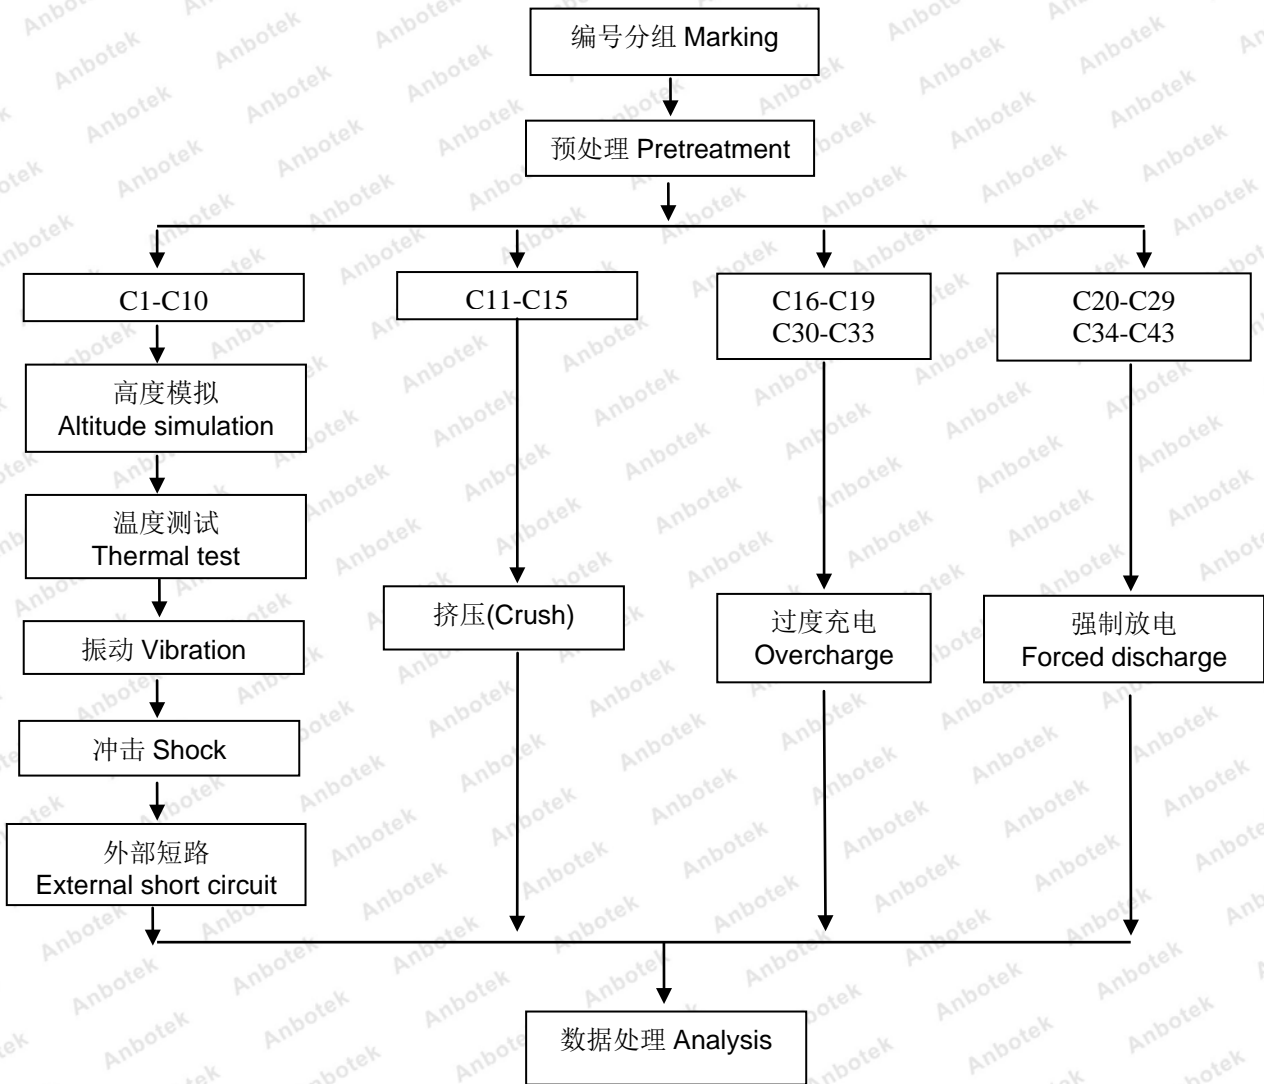 编号分组 Marking
预处理 Pretreatment
C1-C10
C11-C15
C16-C19
C30-C33
C20-C29
C34-C43
高度模拟
Altitude simulation
温度测试
Thermal test
振动 Vibration
冲击 Shock
外部短路
External short circuit
挤压(Crush)
过度充电
Overcharge
强制放电
Forced discharge
数据处理 Analysis
Anbotek